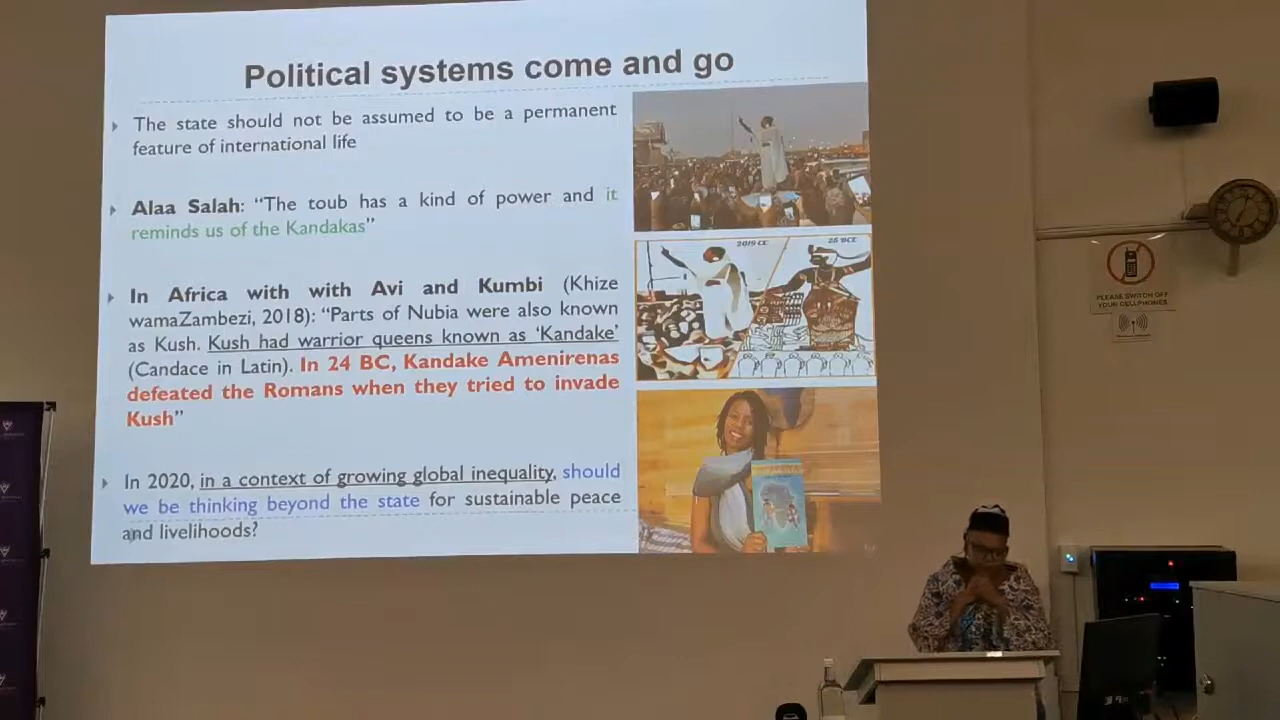 Political systems come and go
The state should not be assumed to be a permanent
feature of international life
Alaa Salah: “The toub has a kind of power and it
reminds us of the Kandakas”
In Africa with with Avi and Kumbi (Khize
wamaZambezi, 2018): “Parts of Nubia were also known
as Kush. Kush had warrior queens known as ‘Kandake’
(Candace in Latin). In 24 BC, Kandake Amenirenas
defeated the Romans when they tried to invade
Kush”
In 2020, in a context of growing global inequality, should
we be thinking beyond the state for sustainable peace
and livelihoods?
2019 CE
26 BCE
PLEASE SWITCH OFF
YOUR CELLPHONES